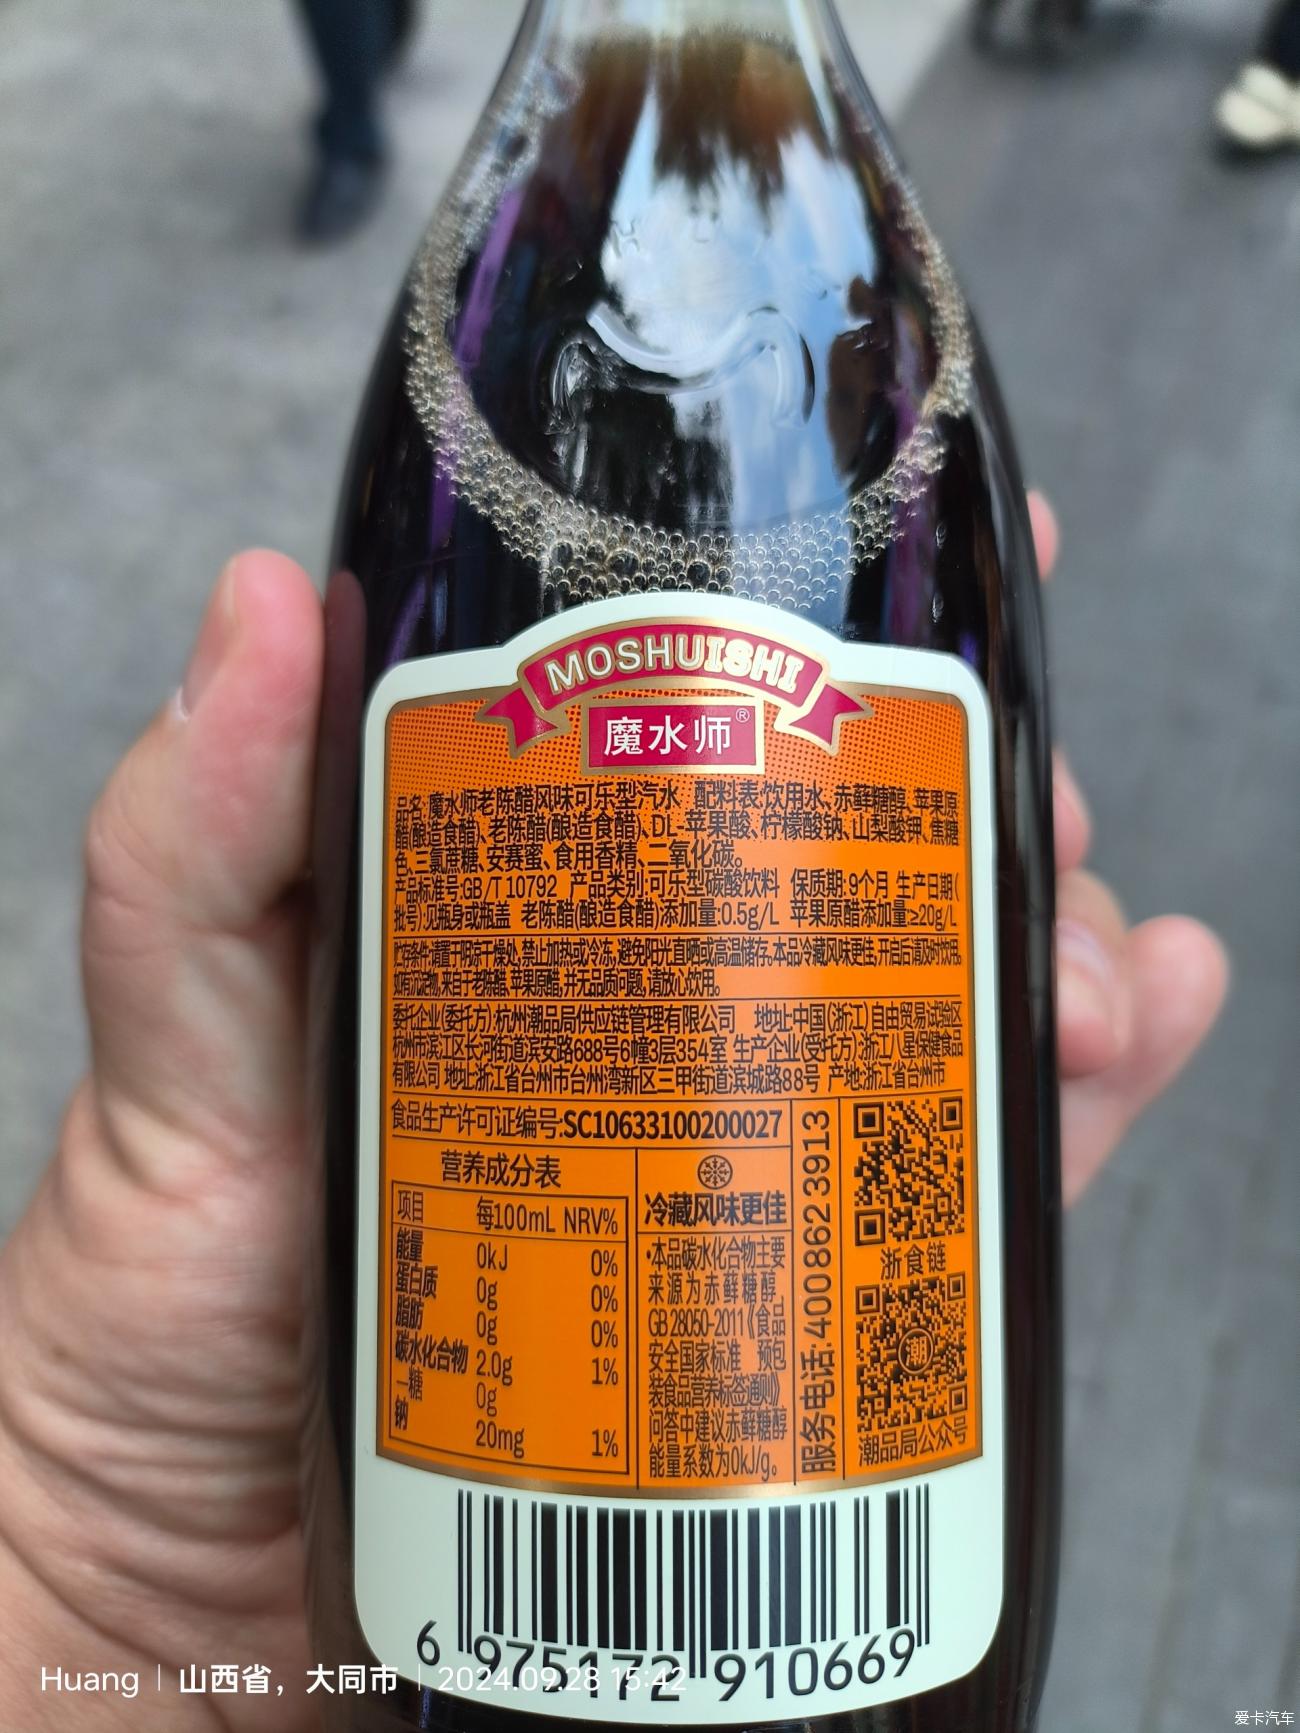 MOSHUISHI
魔水师®
品名:魔水师老陈醋风味可乐型汽水 配料表:饮用水、赤藓糖醇、苹果原
醋(酿造食醋)、老陈醋(酿造食醋)、DL-苹果酸、柠檬酸钠、山梨酸钾、焦糖
色、三氯蔗糖、安赛蜜、食用香精、二氧化碳。
产品标准号:GB/T 10792 产品类别:可乐型碳酸饮料 保质期:9个月 生产日期(
批号):见瓶身或瓶盖 老陈醋(酿造食醋)添加量:0.5g/L 苹果原醋添加量:≥20g/L
贮存条件:请置于阴凉干燥处,禁止加热或冷冻,避免阳光直晒或高温储存。本品冷藏风味更佳,开启后请及时饮用。
如有沉淀物,来自于老陈醋、苹果原醋,并无品质问题,请放心饮用。
委托企业(委托方):杭州潮品局供应链管理有限公司 地址:中国(浙江)自由贸易试验区
杭州市滨江区长河街道滨安路688号6幢3层354室 生产企业(受托方):浙江八星保健食品
有限公司 地址:浙江省台州市台州湾新区三甲街道滨城路88号 产地:浙江省台州市
食品生产许可证编号:SC10633100200027
营养成分表
项目 每100mL NRV%
能量 0kJ 0%
蛋白质 0g 0%
脂肪 0g 0%
碳水化合物 2.0g 1%
—糖 0g
钠 20mg 1%
冷藏风味更佳
·本品碳水化合物主要
来源为赤藓糖醇,
GB 28050-2011《食品
安全国家标准 预包
装食品营养标签通则》
问答中建议赤藓糖醇
能量系数为0kJ/g。
服务电话:4008623913
浙食链
潮
潮品局公众号
6 975172 910669
Huang | 山西省，大同市 | 2024.09.28 15:42
爱卡汽车